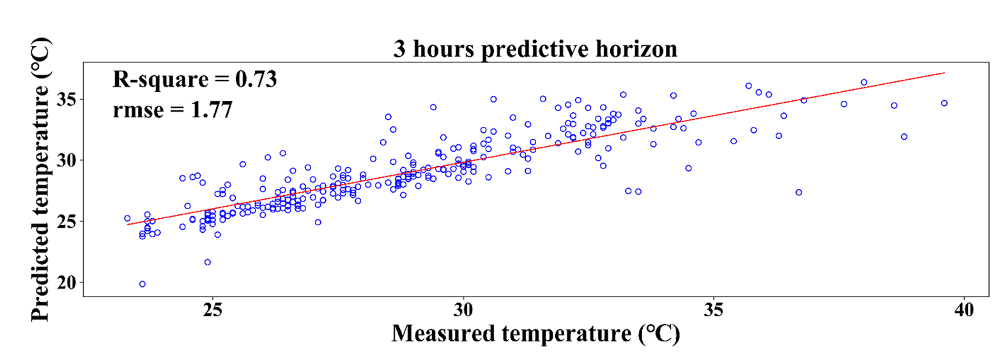 3 hours predictive horizon
R-square = 0.73
rmse = 1.77
Predicted temperature (℃)
35
30
25
20
25
30
35
40
Measured temperature (℃)